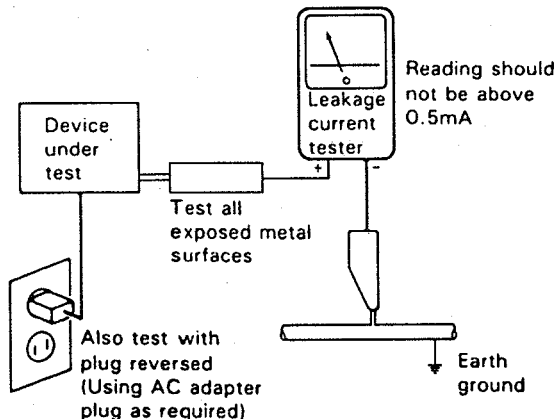 Device
under
test
Leakage
current
tester
+ -
Reading should
not be above
0.5mA
Test all
exposed metal
surfaces
Also test with
plug reversed
(Using AC adapter
plug as required)
Earth
ground